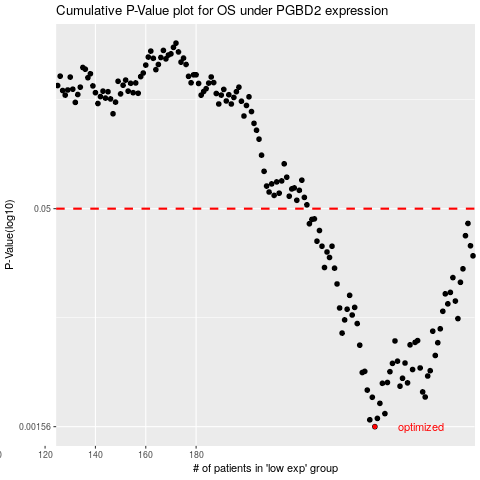 Cumulative P-Value plot for OS under PGBD2 expression
P-Value(log10)
0.05
0.00156
optimized
0
120
140
160
180
# of patients in 'low exp' group